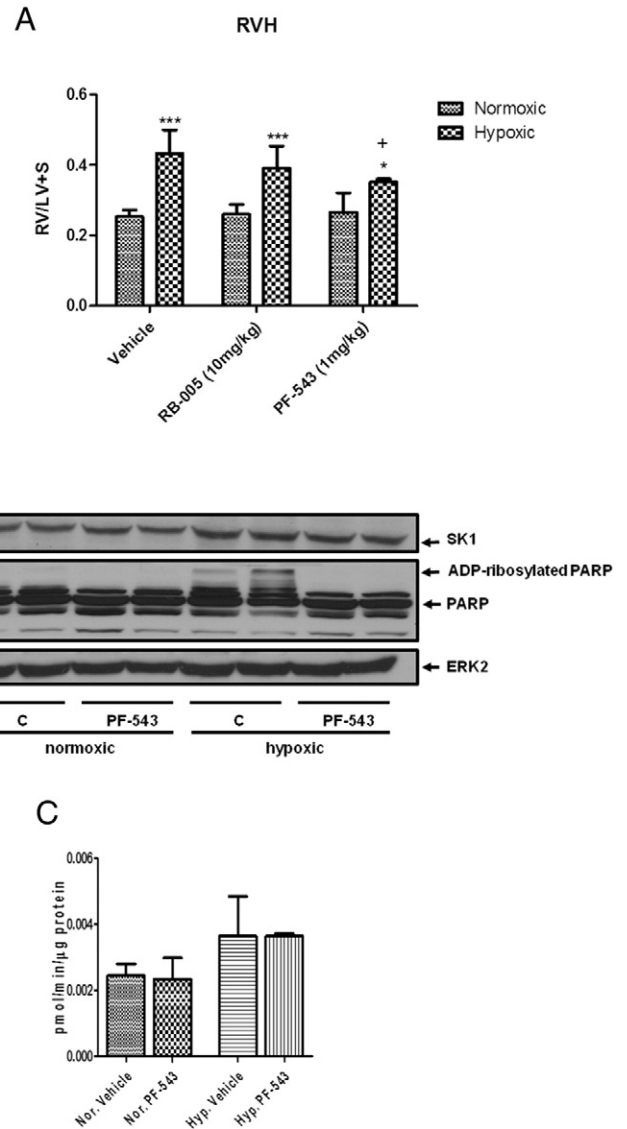 A
RVH
Normoxic
Hypoxic
0.6
0.4
0.2
0.0
RV/LV+S
***
***
+
*
Vehicle
RB-005 (10mg/kg)
PF-543 (1mg/kg)
SK1
ADP-ribosylated PARP
PARP
ERK2
C PF-543 C PF-543
normoxic hypoxic
C
0.006
0.004
0.002
0.000
pmol/min/µg protein
Nor. Vehicle
Nor. PF-543
Hyp. Vehicle
Hyp. PF-543